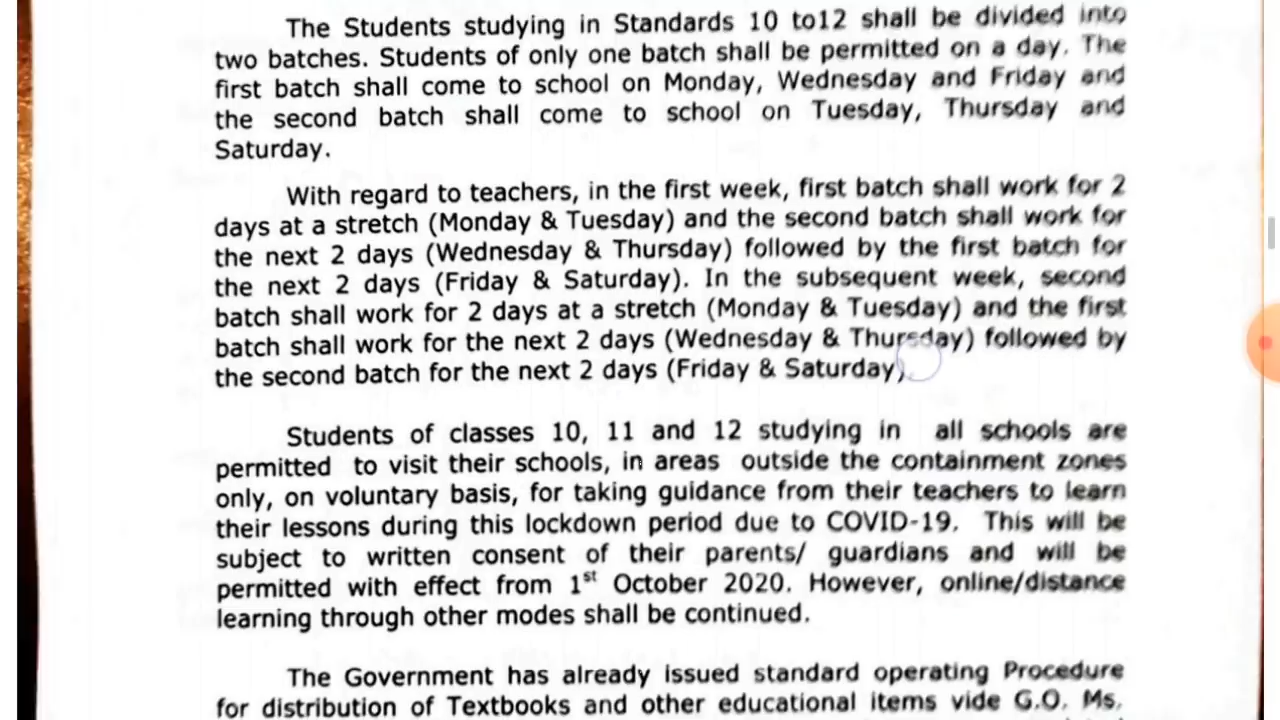 The Students studying in Standards 10 to12 shall be divided into
two batches. Students of only one batch shall be permitted on a day. The
first batch shall come to school on Monday, Wednesday and Friday and
the second batch shall come to school on Tuesday, Thursday and
Saturday.
With regard to teachers, in the first week, first batch shall work for 2
days at a stretch (Monday & Tuesday) and the second batch shall work for
the next 2 days (Wednesday & Thursday) followed by the first batch for
the next 2 days (Friday & Saturday). In the subsequent week, second
batch shall work for 2 days at a stretch (Monday & Tuesday) and the first
batch shall work for the next 2 days (Wednesday & Thursday) followed by
the second batch for the next 2 days (Friday & Saturday).
Students of classes 10, 11 and 12 studying in all schools are
permitted to visit their schools, in areas outside the containment zones
only, on voluntary basis, for taking guidance from their teachers to learn
their lessons during this lockdown period due to COVID-19. This will be
subject to written consent of their parents/ guardians and will be
permitted with effect from 1st October 2020. However, online/distance
learning through other modes shall be continued.
The Government has already issued standard operating Procedure
for distribution of Textbooks and other educational items vide G.O. Ms.